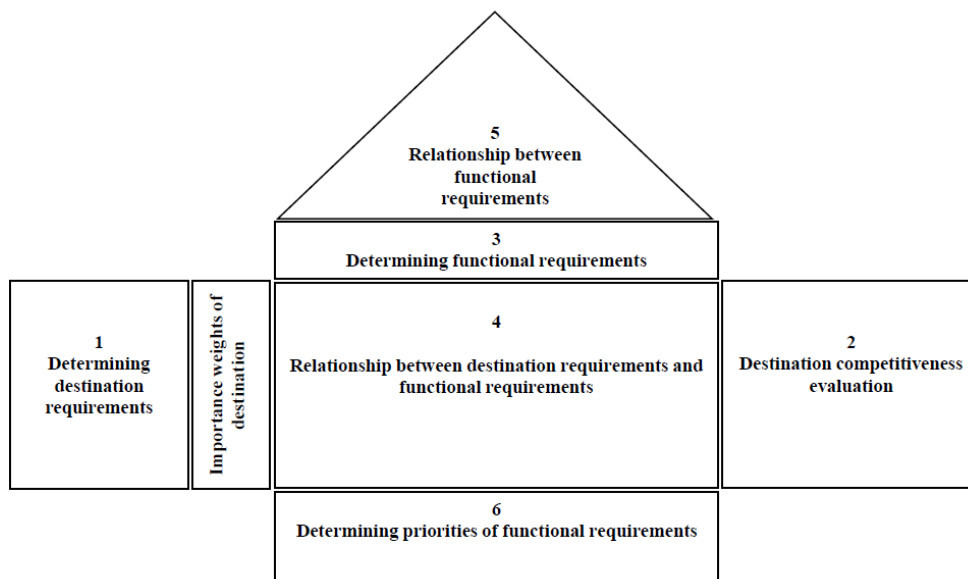 5
Relationship between
functional
requirements
3
Determining functional requirements
1
Determining
destination
requirements
Importance weights of
destination
4
Relationship between destination requirements and
functional requirements
2
Destination competitiveness
evaluation
6
Determining priorities of functional requirements